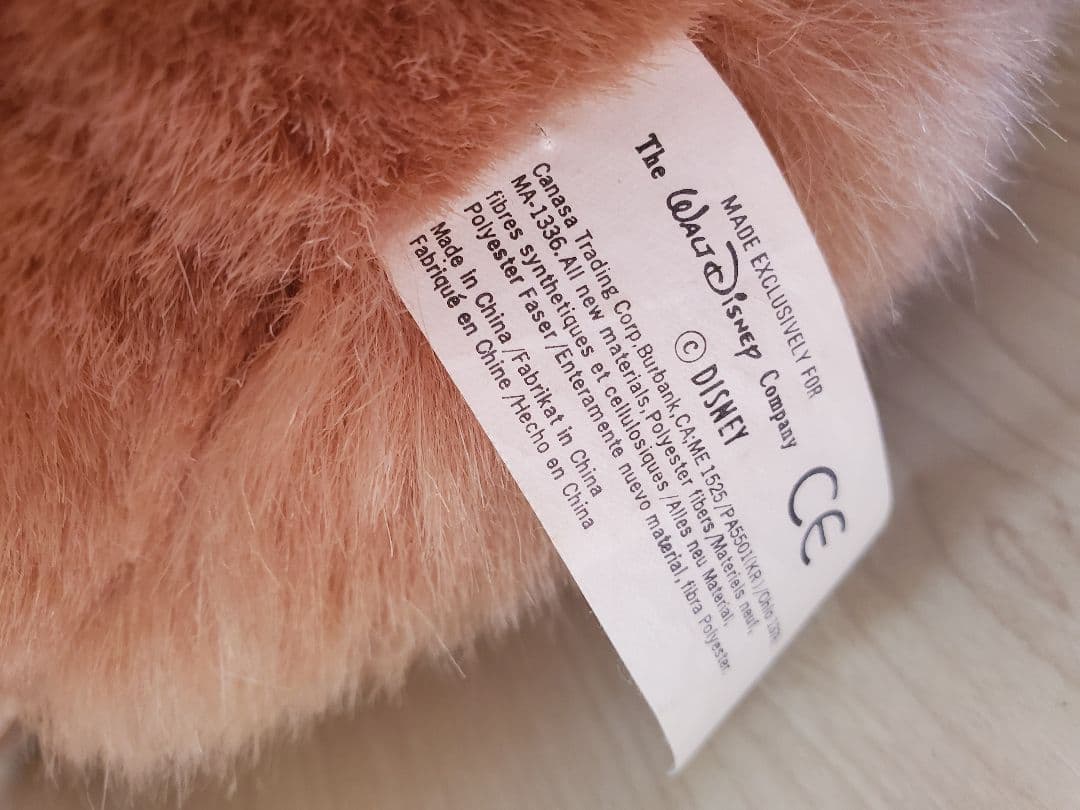 MADE EXCLUSIVELY FOR
The WALT DISNEY Company
CE
© DISNEY
Canasa Trading Corp,Burbank,CA:ME 1525/PA5501(KR)/Ohio
MA-1336.All new materials,Polyester fibers/Materiels neuf,
fibres synthetiques et cellulosiques/Alles neu Material,
Polyester Faser/Enteramente nuevo material, fibra Polyester.
Made in China/Fabrikat in China
Fabriqué en Chine/Hecho en China